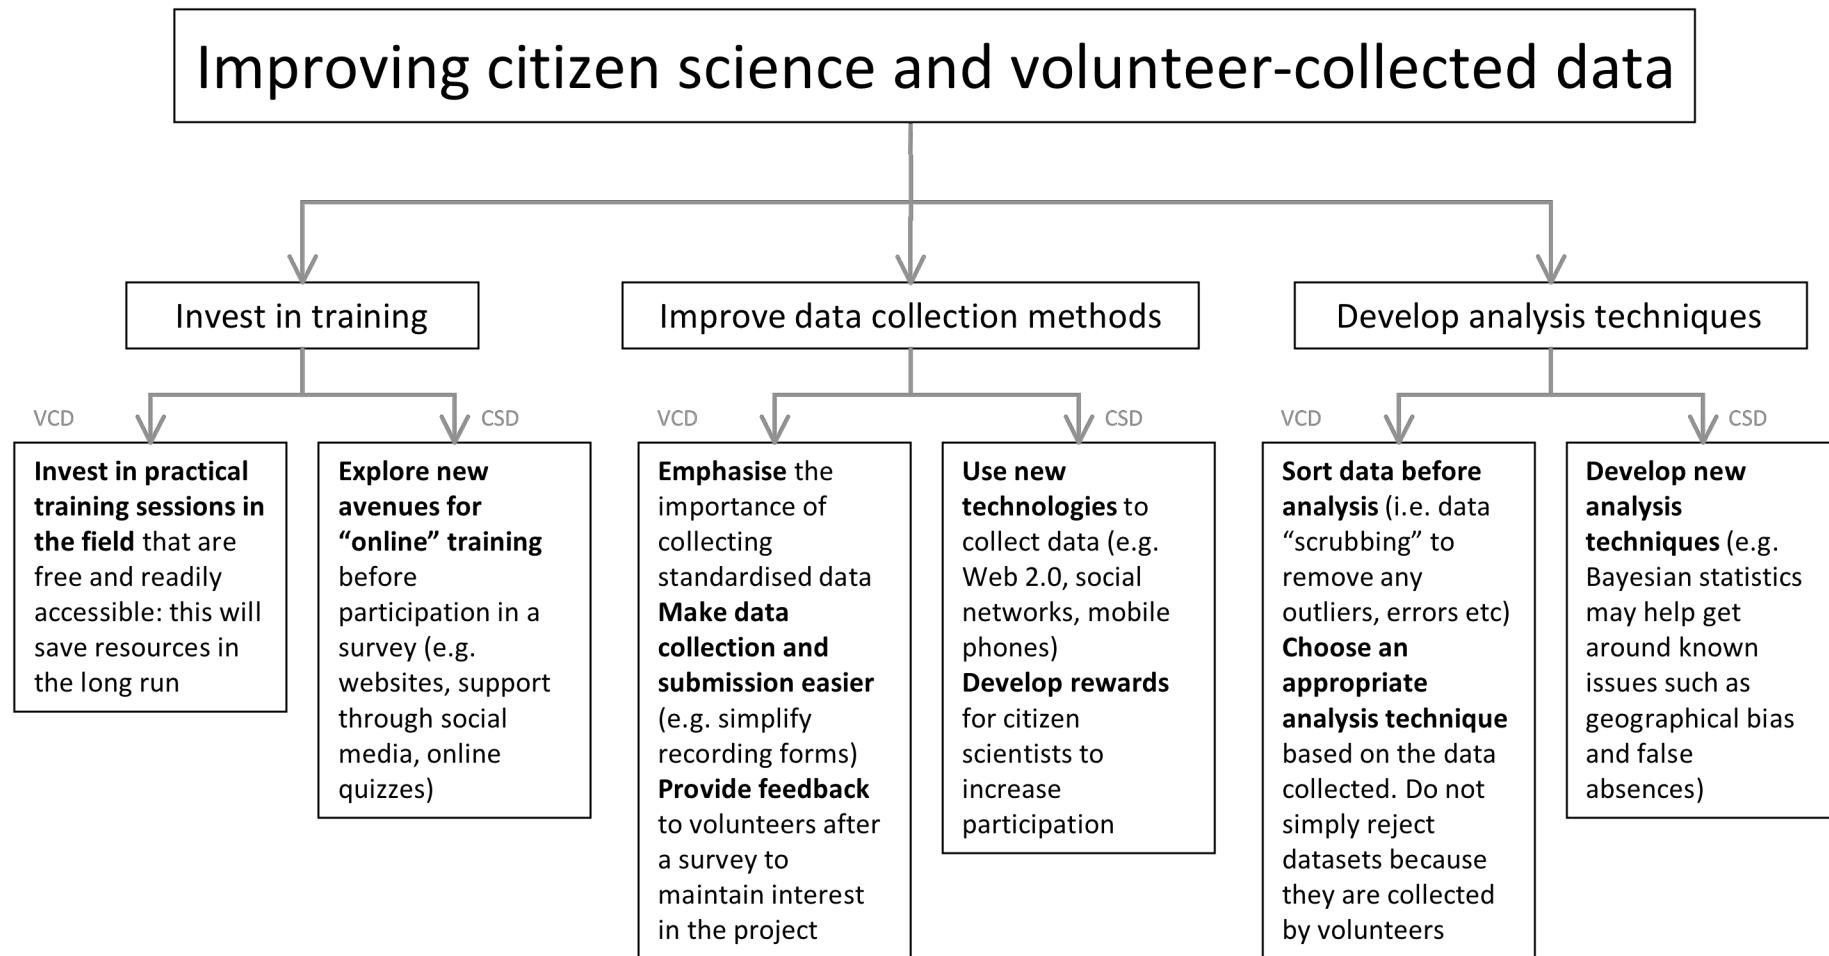 Improving citizen science and volunteer-collected data
Invest in training
Improve data collection methods
Develop analysis techniques
VCD
CSD
VCD
CSD
VCD
CSD
Invest in practical
training sessions in
the field that are
free and readily
accessible: this will
save resources in
the long run
Explore new
avenues for
“online” training
before
participation in a
survey (e.g.
websites, support
through social
media, online
quizzes)
Emphasise the
importance of
collecting
standardised data
Make data
collection and
submission easier
(e.g. simplify
recording forms)
Provide feedback
to volunteers after
a survey to
maintain interest
in the project
Use new
technologies to
collect data (e.g.
Web 2.0, social
networks, mobile
phones)
Develop rewards
for citizen
scientists to
increase
participation
Sort data before
analysis (i.e. data
“scrubbing” to
remove any
outliers, errors etc)
Choose an
appropriate
analysis technique
based on the data
collected. Do not
simply reject
datasets because
they are collected
by volunteers
Develop new
analysis
techniques (e.g.
Bayesian statistics
may help get
around known
issues such as
geographical bias
and false
absences)